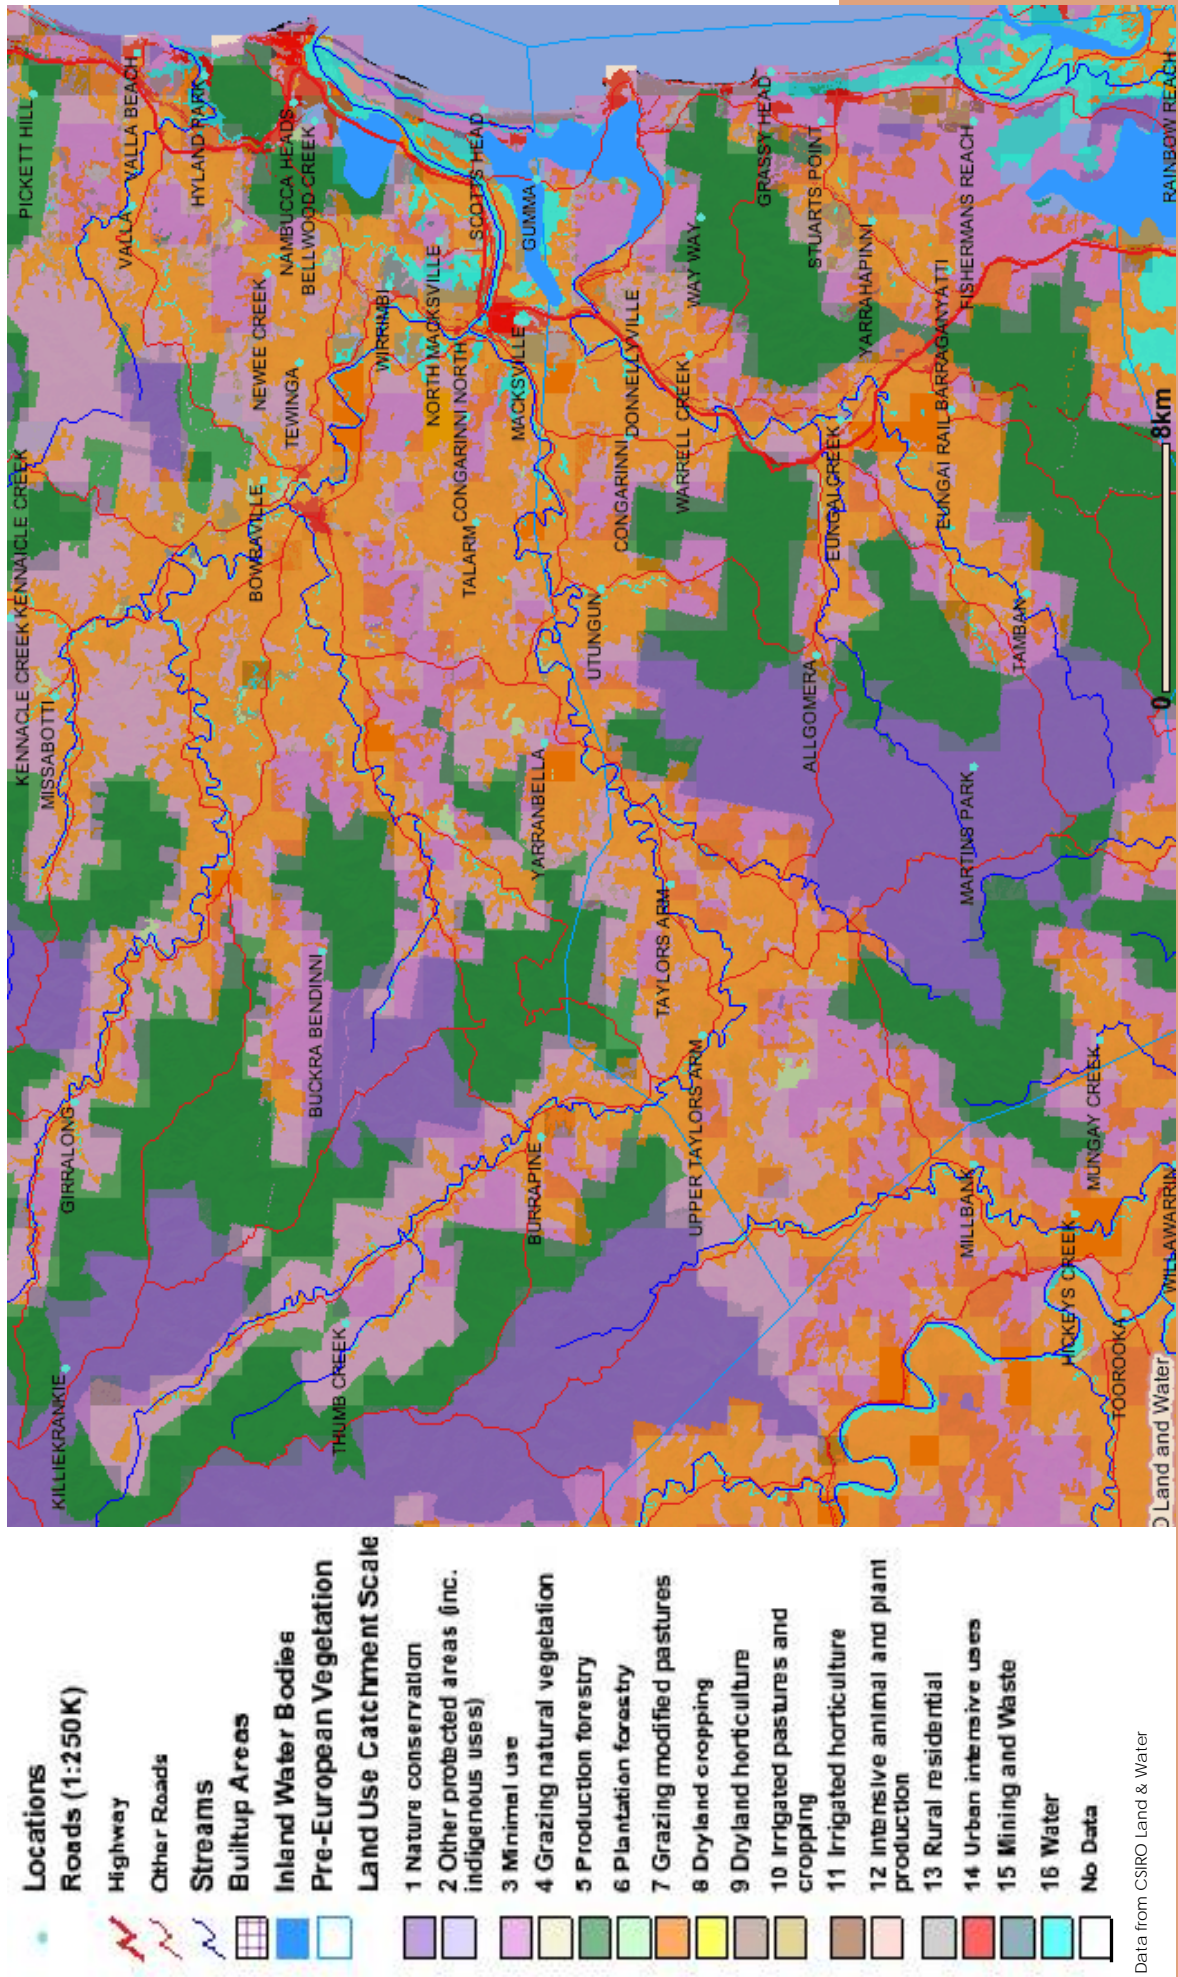 KILLIEKRANKIE
GIRRALONG
MISSABOTTI
KENNACLE CREEK
KENNAICLE CREEK
PICKETT HILL
VALLA
VALLA BEACH
HYLAND PARK
BOWRAVILLE
NEWEE CREEK
TEWINGA
NAMBUCCA HEADS
BELLWOOD CREEK
THUMB CREEK
BUCKRA BENDINNI
WIRRIMBI
NORTH MACKSVILLE
CONGARINNI NORTH
TALARM
SCOTTS HEAD
MACKSVILLE
GUMMA
BURRAPINE
YARRANBELLA
UTUNGUN
CONGARINNI
DONNELLYVILLE
TAYLORS ARM
UPPER TAYLORS ARM
WARRELL CREEK
WAY WAY
GRASSY HEAD
ALLGOMERA
EUNGAI CREEK
STUARTS POINT
YARRAHAPINNI
EUNGAI RAIL
BARRAGANYATTI
FISHERMANS REACH
MARTINS PARK
MILLBANK
TAMBAN
HICKEYS CREEK
MUNGAY CREEK
TOOROOKA
WILLAWARRIN
RAINBOW REACH
0 8km
O Land and Water
Locations
Roads (1:250K)
Highway
Other Roads
Streams
Builtup Areas
Inland Water Bodies
Pre-European Vegetation
Land Use Catchment Scale
1 Nature conservation
2 Other protected areas (inc.
indigenous uses)
3 Minimal use
4 Grazing natural vegetation
5 Production forestry
6 Plantation forestry
7 Grazing modified pastures
8 Dryland cropping
9 Dryland horticulture
10 Irrigated pastures and
cropping
11 Irrigated horticulture
12 Intensive animal and plant
production
13 Rural residential
14 Urban intensive uses
15 Mining and Waste
16 Water
No Data
Data from CSIRO Land & Water